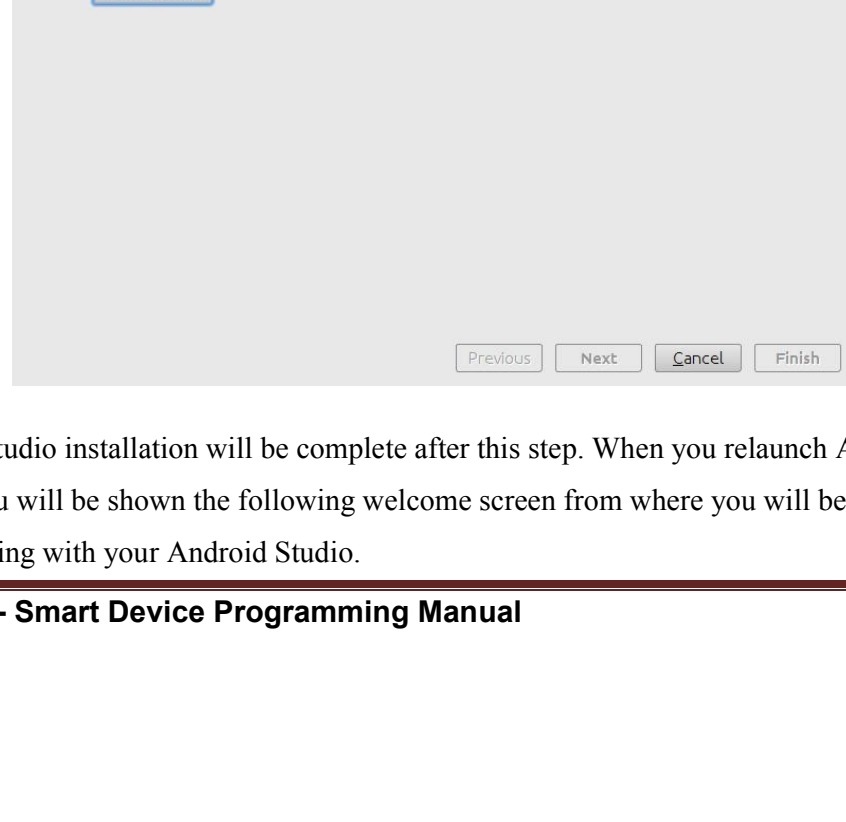 Previous Next Cancel Finish
tudio installation will be complete after this step. When you relaunch A
u will be shown the following welcome screen from where you will be
ing with your Android Studio.
- Smart Device Programming Manual